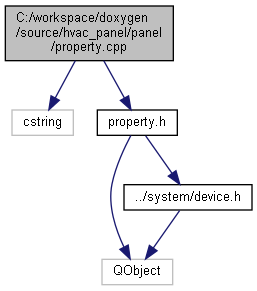 C:/workspace/doxygen
/source/hvac_panel/panel
/property.cpp
cstring
property.h
../system/device.h
QObject